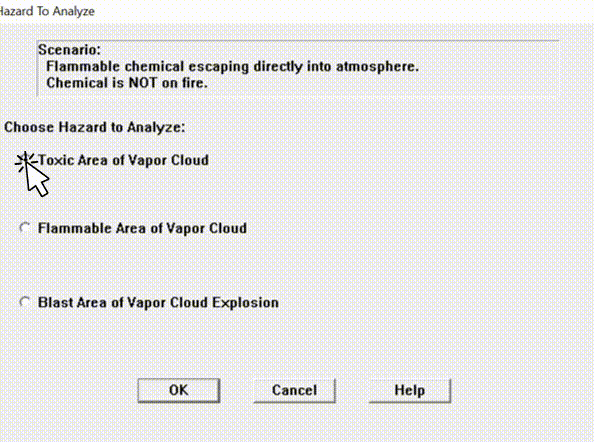 Hazard To Analyze
Scenario:
Flammable chemical escaping directly into atmosphere.
Chemical is NOT on fire.
Choose Hazard to Analyze:
Toxic Area of Vapor Cloud
Flammable Area of Vapor Cloud
Blast Area of Vapor Cloud Explosion
OK Cancel Help